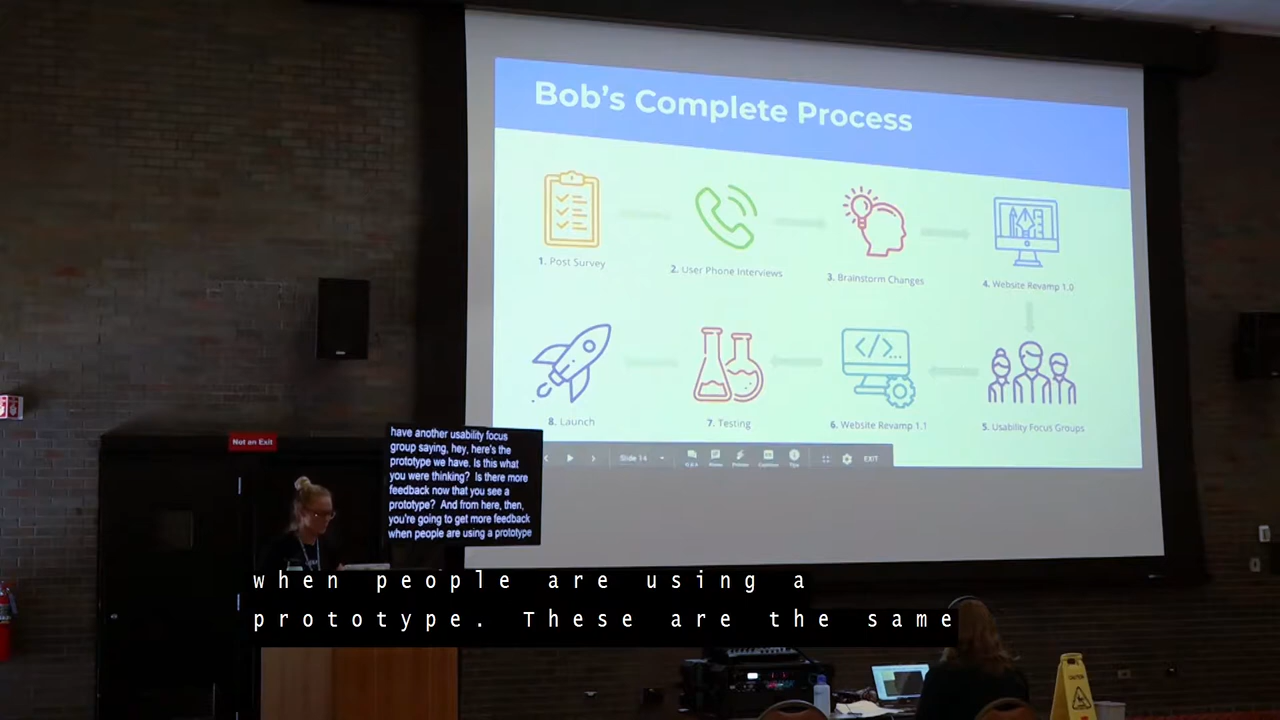 Bob's Complete Process
1. Post Survey
2. User Phone Interviews
3. Brainstorm Changes
4. Website Revamp 1.0
8. Launch
7. Testing
6. Website Revamp 1.1
5. Usability Focus Groups
Slide 14
EXIT
Not an Exit
have another usability focus
group saying, hey, here's the
prototype we have. Is this what
you were thinking? Is there more
feedback now that you see a
prototype? And from here, then,
you're going to get more feedback
when people are using a prototype
when people are using a
prototype. These are the same
CAUTION